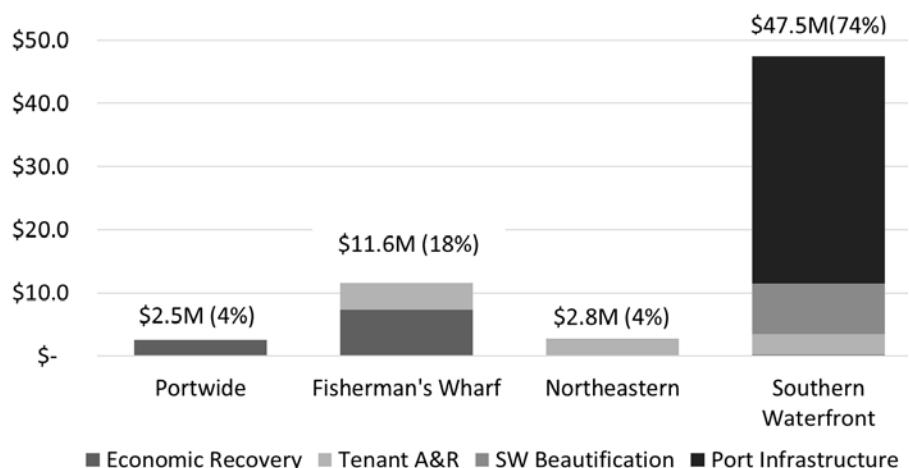 $50.0
$40.0
$30.0
$20.0
$10.0
$-
$2.5M (4%)
$11.6M (18%)
$2.8M (4%)
$47.5M(74%)
Portwide
Fisherman's Wharf
Northeastern
Southern
Waterfront
Economic Recovery
Tenant A&R
SW Beautification
Port Infrastructure